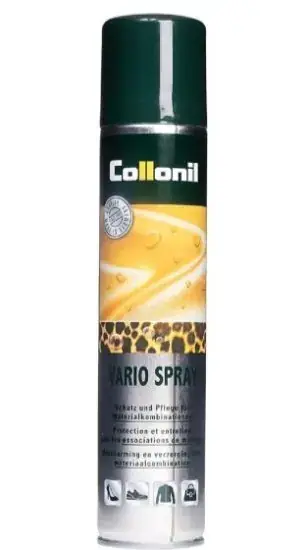 Collonil
VARIO SPRAY
Schutz und Pflege für
Materialkombinationen
Protection et entretien
des associations de
Bescherming en verzorging
materiaalcombinaties